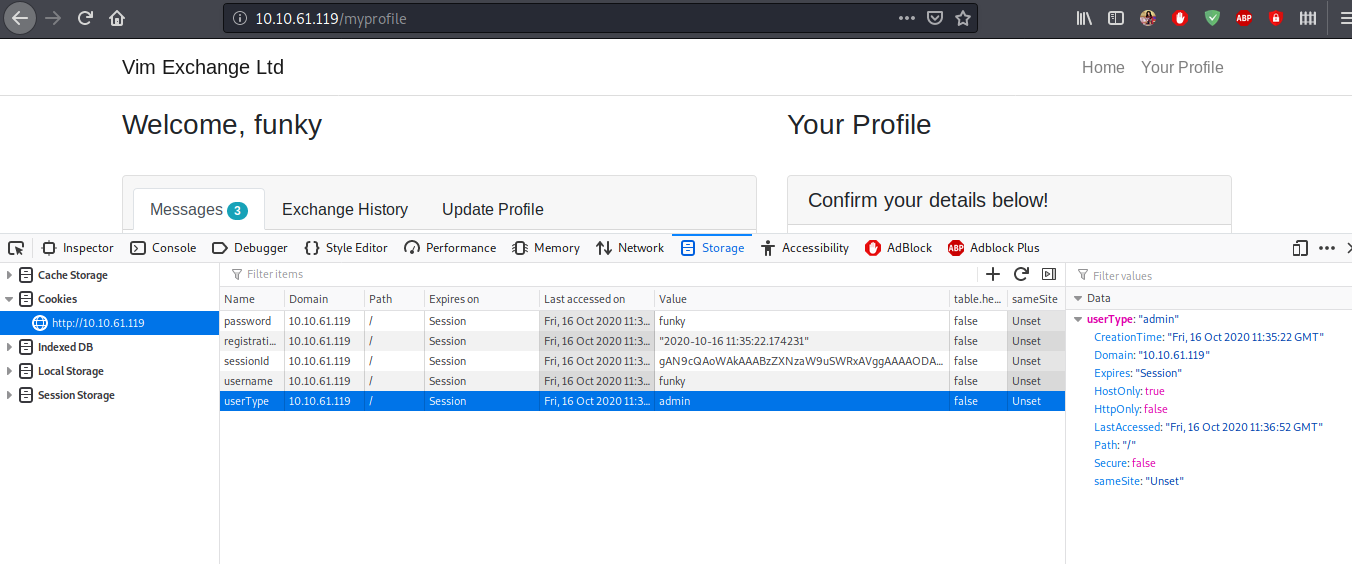 10.10.61.119/myprofile
ABP
Vim Exchange Ltd
Home Your Profile
Welcome, funky
Your Profile
Messages 3 Exchange History Update Profile
Confirm your details below!
Inspector Console Debugger Style Editor Performance Memory Network Storage Accessibility AdBlock ABP Adblock Plus
Cache Storage
Cookies
http://10.10.61.119
Indexed DB
Local Storage
Session Storage
Filter items
Name Domain Path Expires on Last accessed on Value table.he... sameSite
password 10.10.61.119 / Session Fri, 16 Oct 2020 11:3... funky false Unset
registrati... 10.10.61.119 / Session Fri, 16 Oct 2020 11:3... "2020-10-16 11:35:22.174231" false Unset
sessionId 10.10.61.119 / Session Fri, 16 Oct 2020 11:3... gAN9cQAoWAkAAABzZXNzaW9uSWRxAVggAAAAODA... false Unset
username 10.10.61.119 / Session Fri, 16 Oct 2020 11:3... funky false Unset
userType 10.10.61.119 / Session Fri, 16 Oct 2020 11:3... admin false Unset
Filter values
Data
userType: "admin"
CreationTime: "Fri, 16 Oct 2020 11:35:22 GMT"
Domain: "10.10.61.119"
Expires: "Session"
HostOnly: true
HttpOnly: false
LastAccessed: "Fri, 16 Oct 2020 11:36:52 GMT"
Path: "/"
Secure: false
sameSite: "Unset"